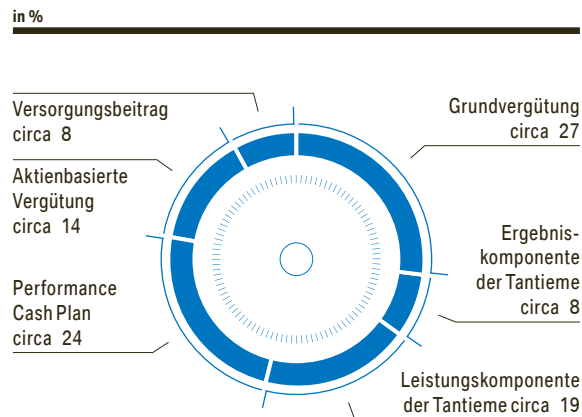 in %
Versorgungsbeitrag
circa 8
Aktienbasierte
Vergütung
circa 14
Performance
Cash Plan
circa 24
Grundvergütung
circa 27
Ergebnis-
komponente
der Tantieme
circa 8
Leistungskomponente
der Tantieme circa 19